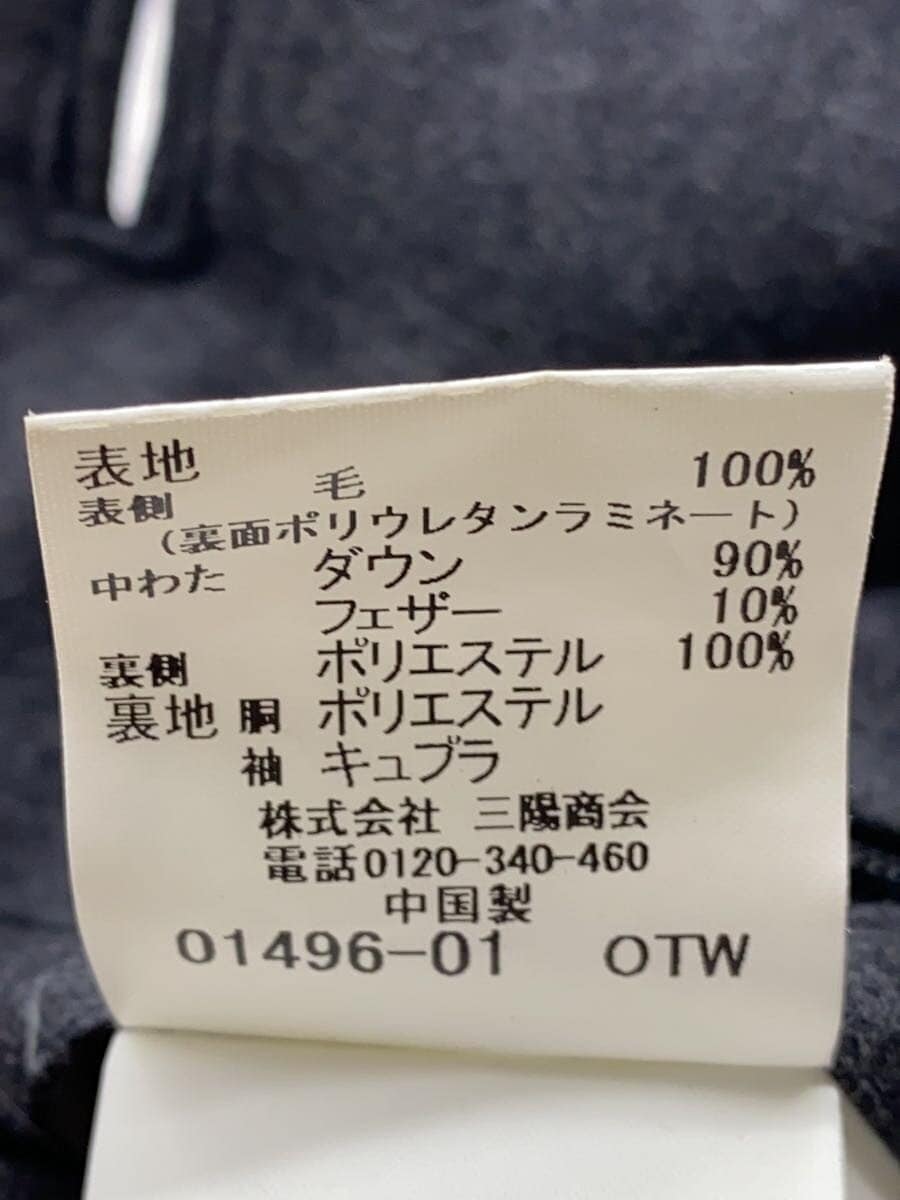 表地
表側 毛 100%
(裏面ポリウレタンラミネート)
中わた ダウン 90%
フェザー 10%
裏側 ポリエステル 100%
裏地 胴 ポリエステル
袖 キュプラ
株式会社 三陽商会
電話0120-340-460
中国製
01496-01 OTW